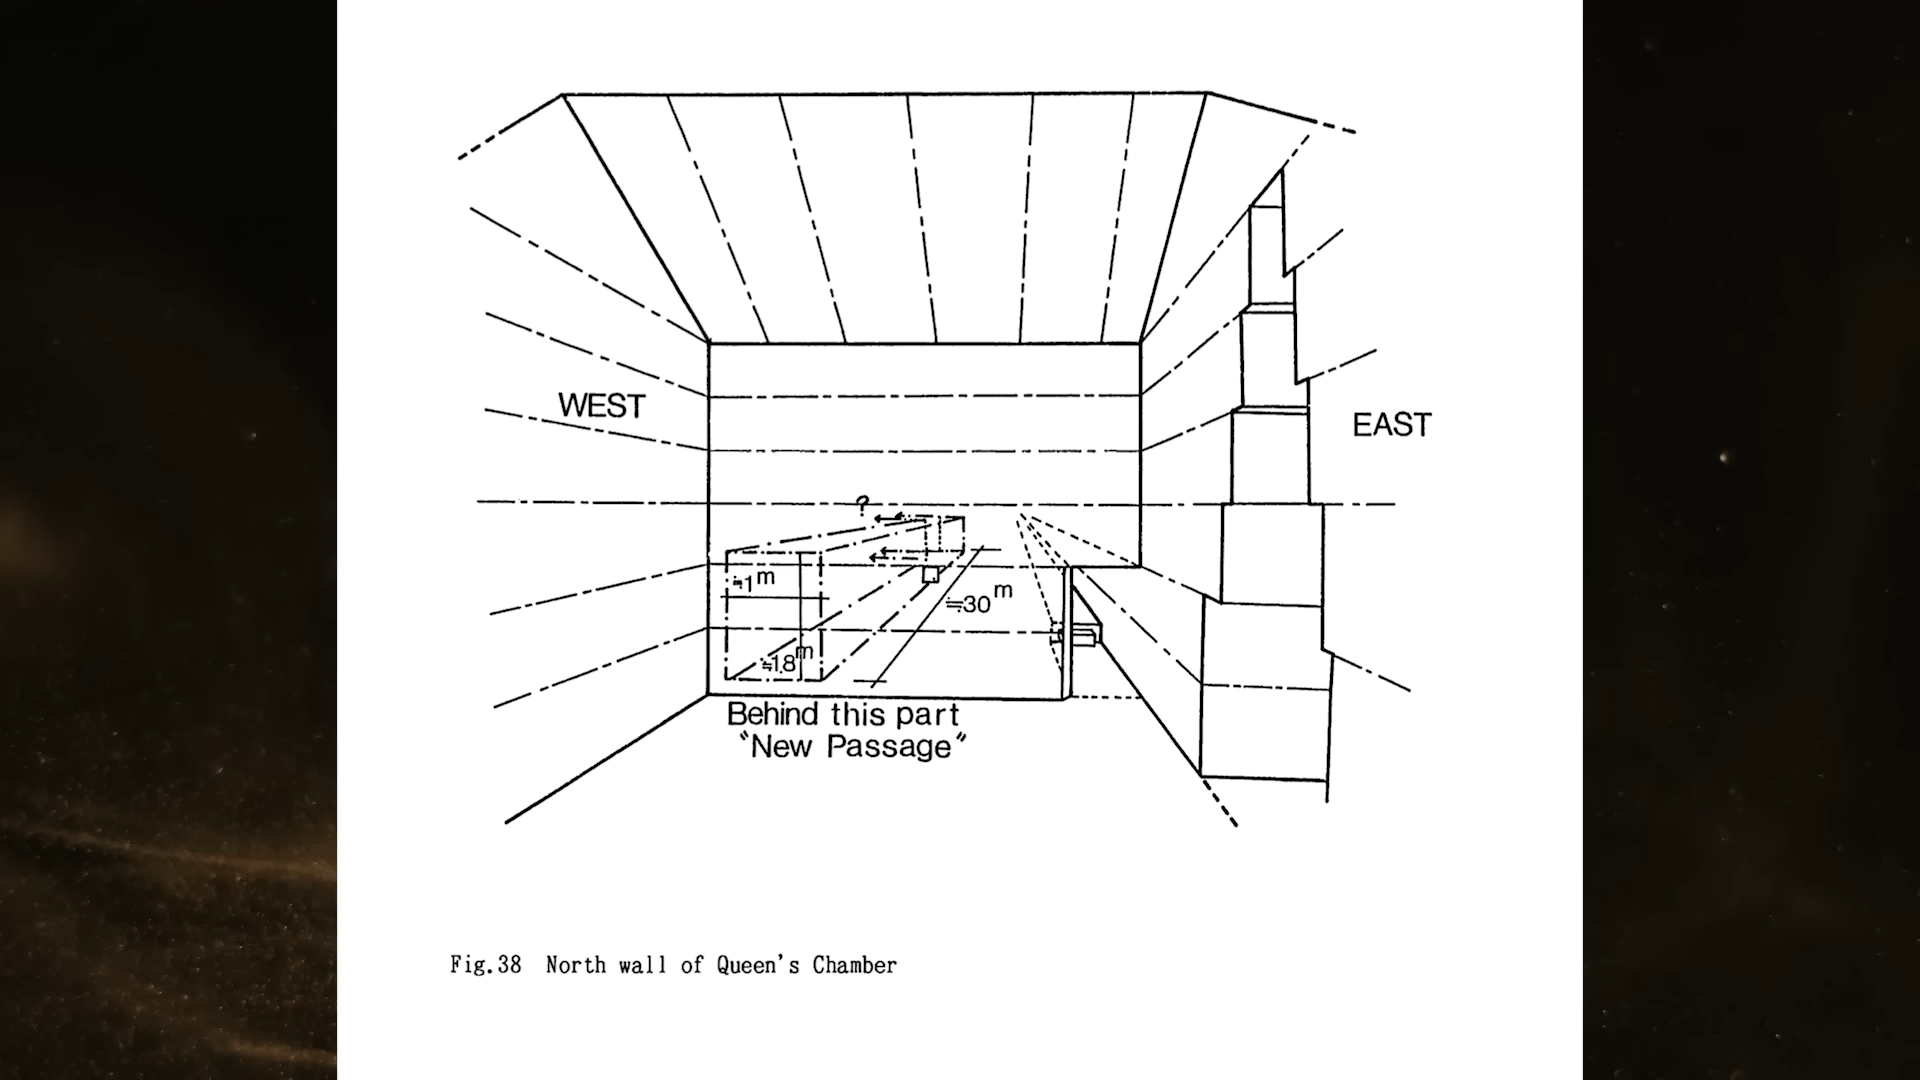 WEST
EAST
?
≒1m
≒30m
≒1.8m
Behind this part
"New Passage"
Fig.38 North wall of Queen's Chamber